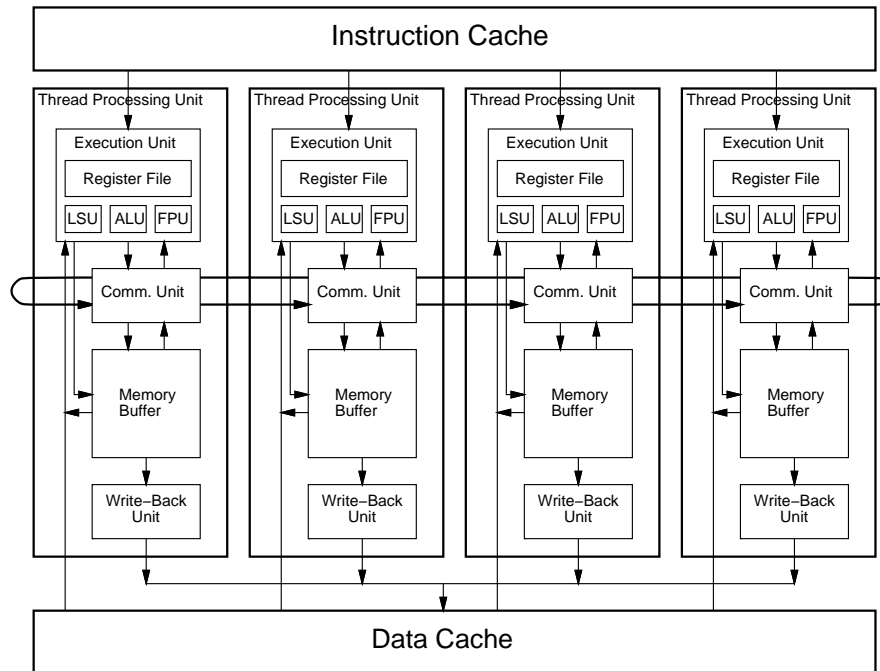 Instruction Cache
Thread Processing Unit
Execution Unit
Register File
LSU ALU FPU
Comm. Unit
Memory
Buffer
Write−Back
Unit
Thread Processing Unit
Execution Unit
Register File
LSU ALU FPU
Comm. Unit
Memory
Buffer
Write−Back
Unit
Thread Processing Unit
Execution Unit
Register File
LSU ALU FPU
Comm. Unit
Memory
Buffer
Write−Back
Unit
Thread Processing Unit
Execution Unit
Register File
LSU ALU FPU
Comm. Unit
Memory
Buffer
Write−Back
Unit
Data Cache